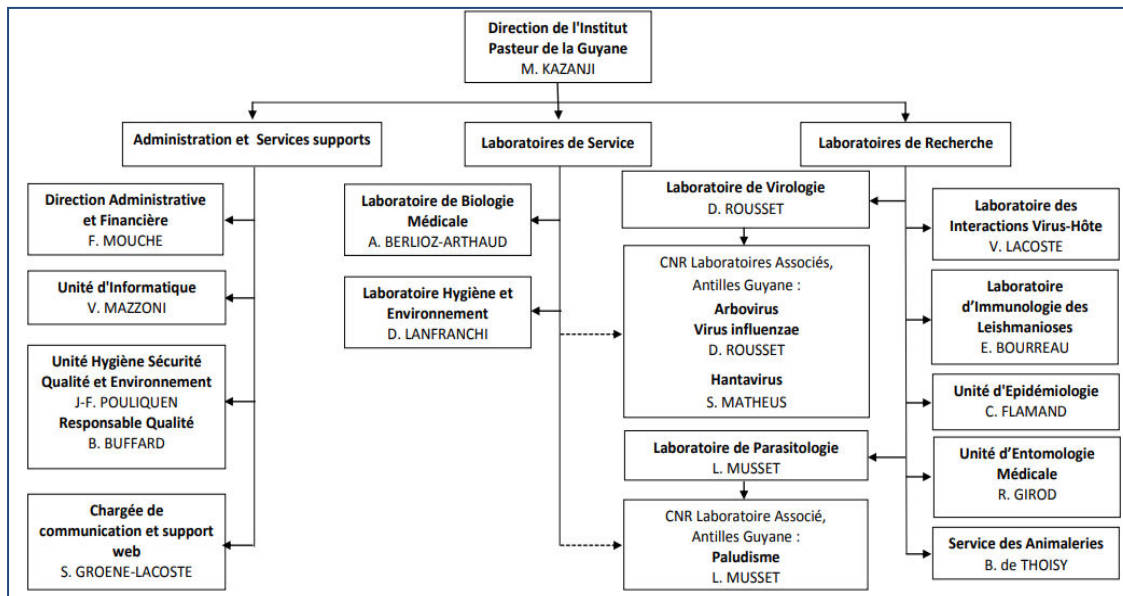 Direction de l'Institut
Pasteur de la Guyane
M. KAZANJI
Administration et Services supports
Laboratoires de Service
Laboratoires de Recherche
Direction Administrative
et Financière
F. MOUCHE
Unité d'Informatique
V. MAZZONI
Unité Hygiène Sécurité
Qualité et Environnement
J-F. POULIQUEN
Responsable Qualité
B. BUFFARD
Chargée de
communication et support
web
S. GROENE-LACOSTE
Laboratoire de Biologie
Médicale
A. BERLIOZ-ARTHAUD
Laboratoire Hygiène et
Environnement
D. LANFRANCHI
Laboratoire de Virologie
D. ROUSSET
CNR Laboratoires Associés,
Antilles Guyane :
Arbovirus
Virus influenzae
D. ROUSSET
Hantavirus
S. MATHEUS
Laboratoire de Parasitologie
L. MUSSET
CNR Laboratoire Associé,
Antilles Guyane :
Paludisme
L. MUSSET
Laboratoire des
Interactions Virus-Hôte
V. LACOSTE
Laboratoire
d'Immunologie des
Leishmanioses
E. BOURREAU
Unité d'Epidémiologie
C. FLAMAND
Unité d'Entomologie
Médicale
R. GIROD
Service des Animaleries
B. de THOISY